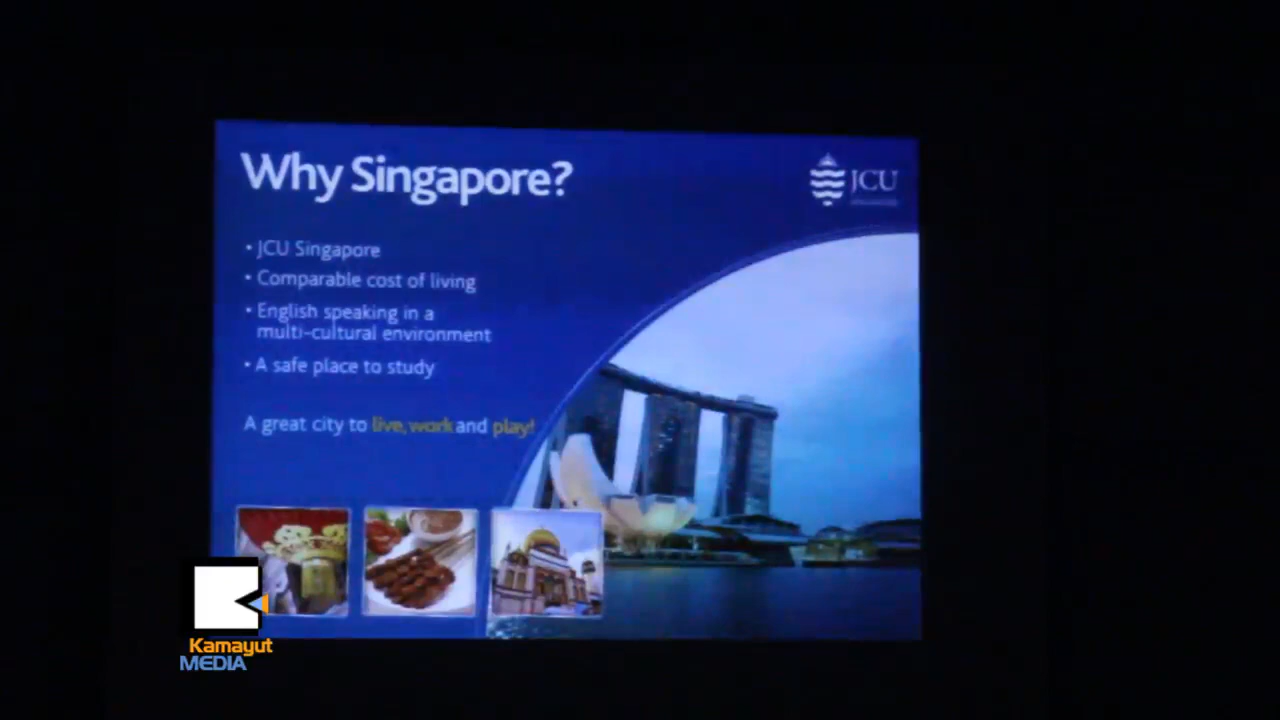 Why Singapore?
JCU
• JCU Singapore
• Comparable cost of living
• English speaking in a
multi-cultural environment
• A safe place to study
A great city to live, work and play!
Kamayut
MEDIA